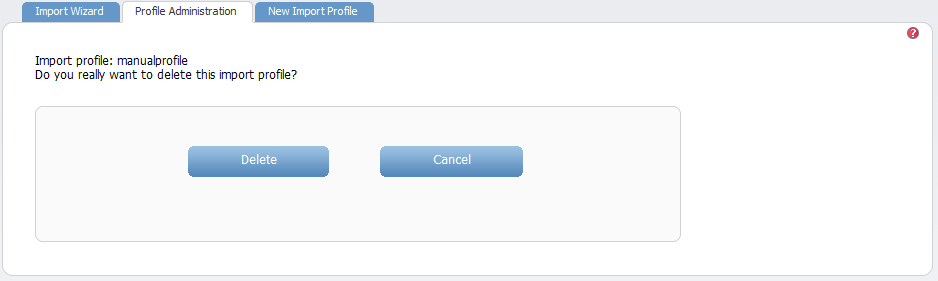 Import Wizard
Profile Administration
New Import Profile
?
Import profile: manualprofile
Do you really want to delete this import profile?
Delete
Cancel